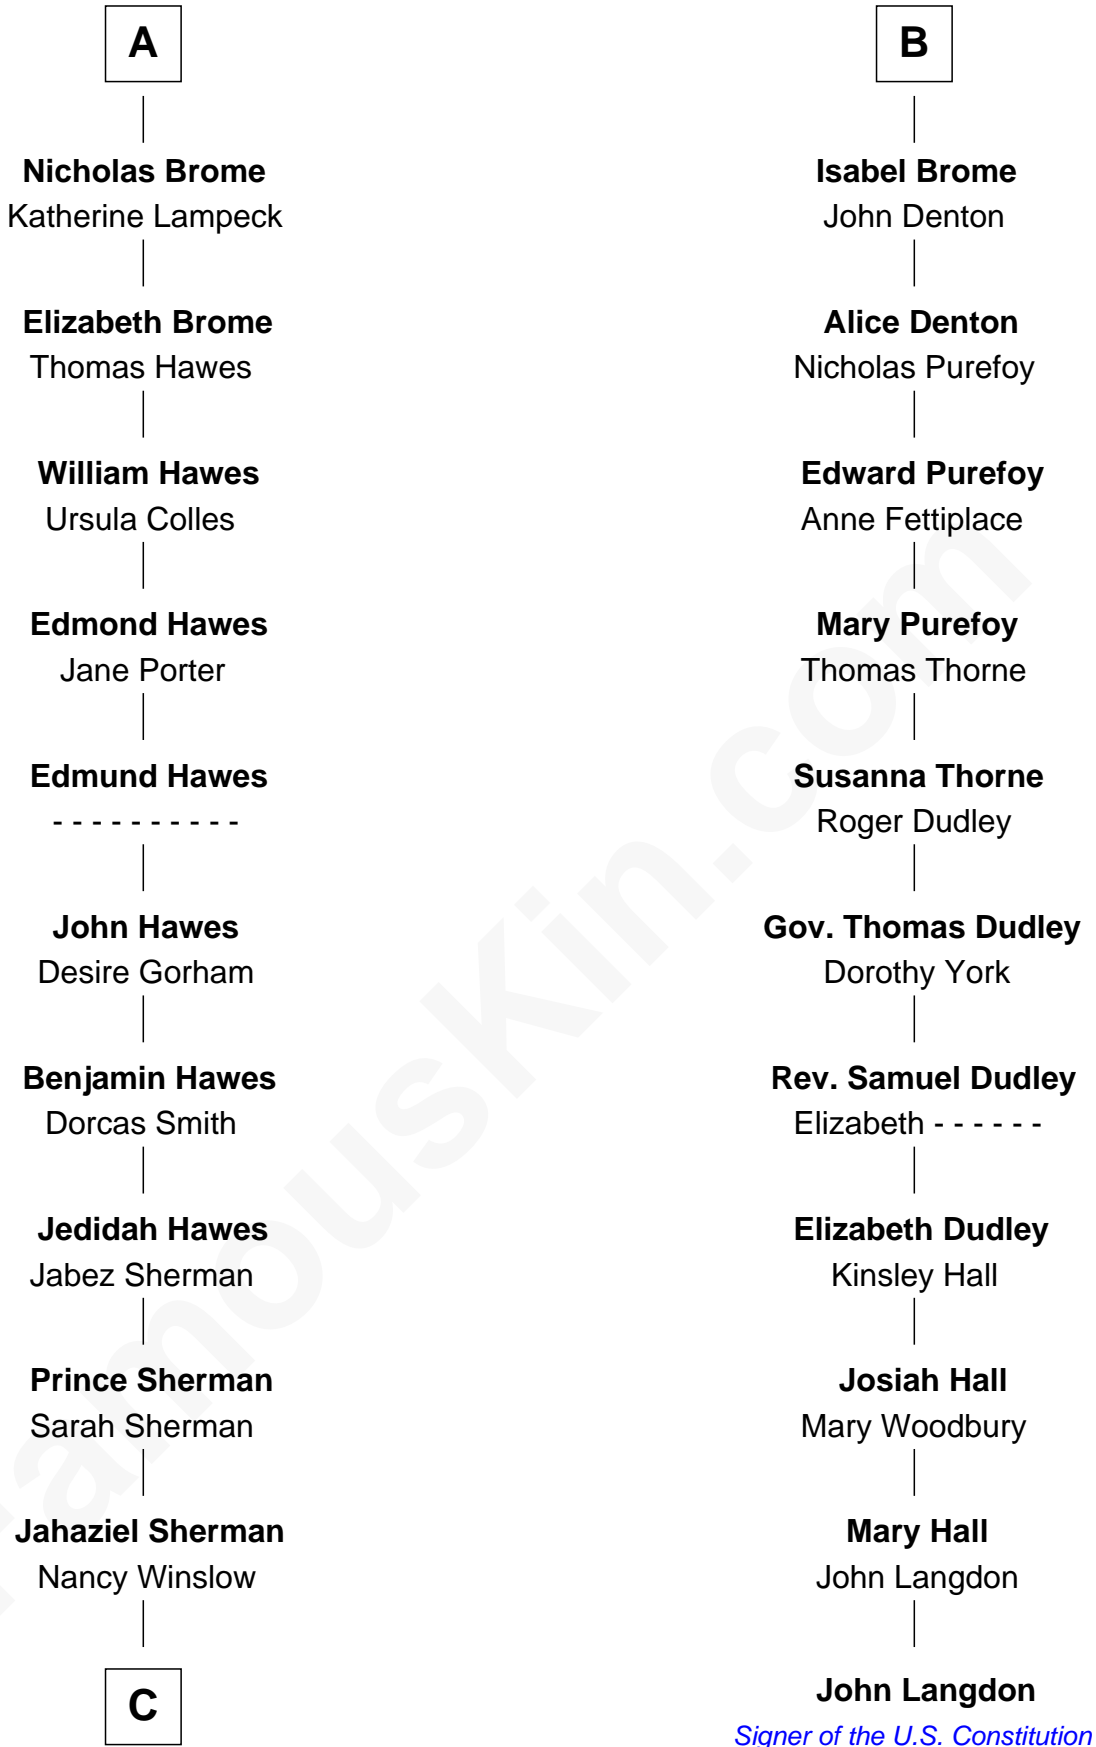 A
Nicholas Brome
Katherine Lampeck
Elizabeth Brome
Thomas Hawes
William Hawes
Ursula Colles
Edmond Hawes
Jane Porter
Edmund Hawes
- - - - - - - - - -
John Hawes
Desire Gorham
Benjamin Hawes
Dorcas Smith
Jedidah Hawes
Jabez Sherman
Prince Sherman
Sarah Sherman
Jahaziel Sherman
Nancy Winslow
C
B
Isabel Brome
John Denton
Alice Denton
Nicholas Purefoy
Edward Purefoy
Anne Fettiplace
Mary Purefoy
Thomas Thorne
Susanna Thorne
Roger Dudley
Gov. Thomas Dudley
Dorothy York
Rev. Samuel Dudley
Elizabeth - - - - - -
Elizabeth Dudley
Kinsley Hall
Josiah Hall
Mary Woodbury
Mary Hall
John Langdon
John Langdon
Signer of the U.S. Constitution
FamousKin.com